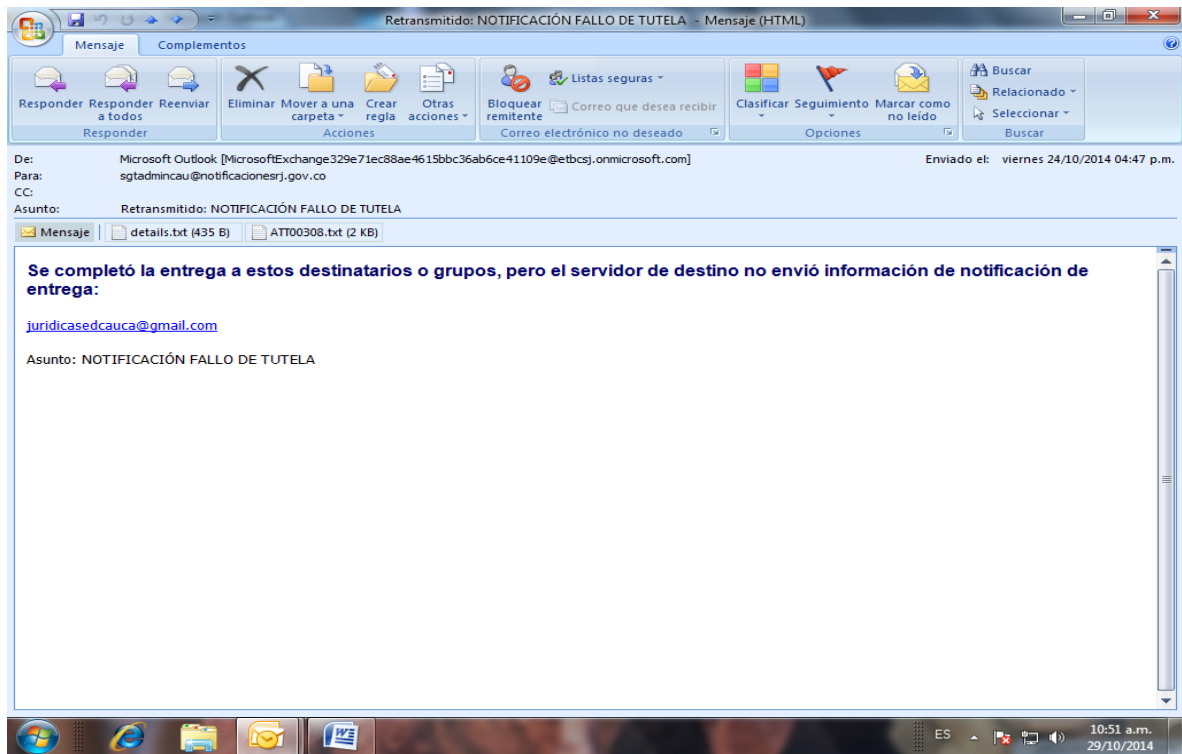 Retransmitido: NOTIFICACIÓN FALLO DE TUTELA - Mensaje (HTML)
Mensaje Complementos
Responder Responder a todos Reenviar
Responder
Eliminar Mover a una carpeta Crear regla Otras acciones
Acciones
Bloquear remitente Listas seguras Correo que desea recibir
Correo electrónico no deseado
Clasificar Seguimiento Marcar como no leído
Opciones
Buscar
Relacionado
Seleccionar
Buscar
De: Microsoft Outlook [MicrosoftExchange329e71ec88ae4615bbc36ab6ce41109e@etbcsj.onmicrosoft.com] Enviado el: viernes 24/10/2014 04:47 p.m.
Para: sgtadmincau@notificacionesrj.gov.co
CC:
Asunto: Retransmitido: NOTIFICACIÓN FALLO DE TUTELA
Mensaje details.txt (435 B) ATT00308.txt (2 KB)
Se completó la entrega a estos destinatarios o grupos, pero el servidor de destino no envió información de notificación de
entrega:
juridicasedcauca@gmail.com
Asunto: NOTIFICACIÓN FALLO DE TUTELA
ES 10:51 a.m.
29/10/2014